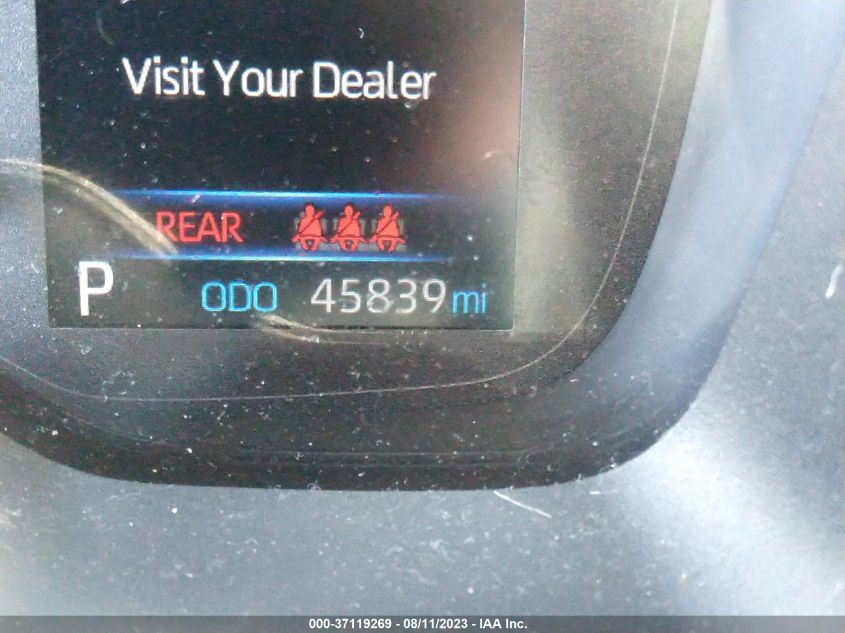 Visit Your Dealer
REAR
P ODO 45839 mi
000-37119269 - 08/11/2023 - IAA Inc.